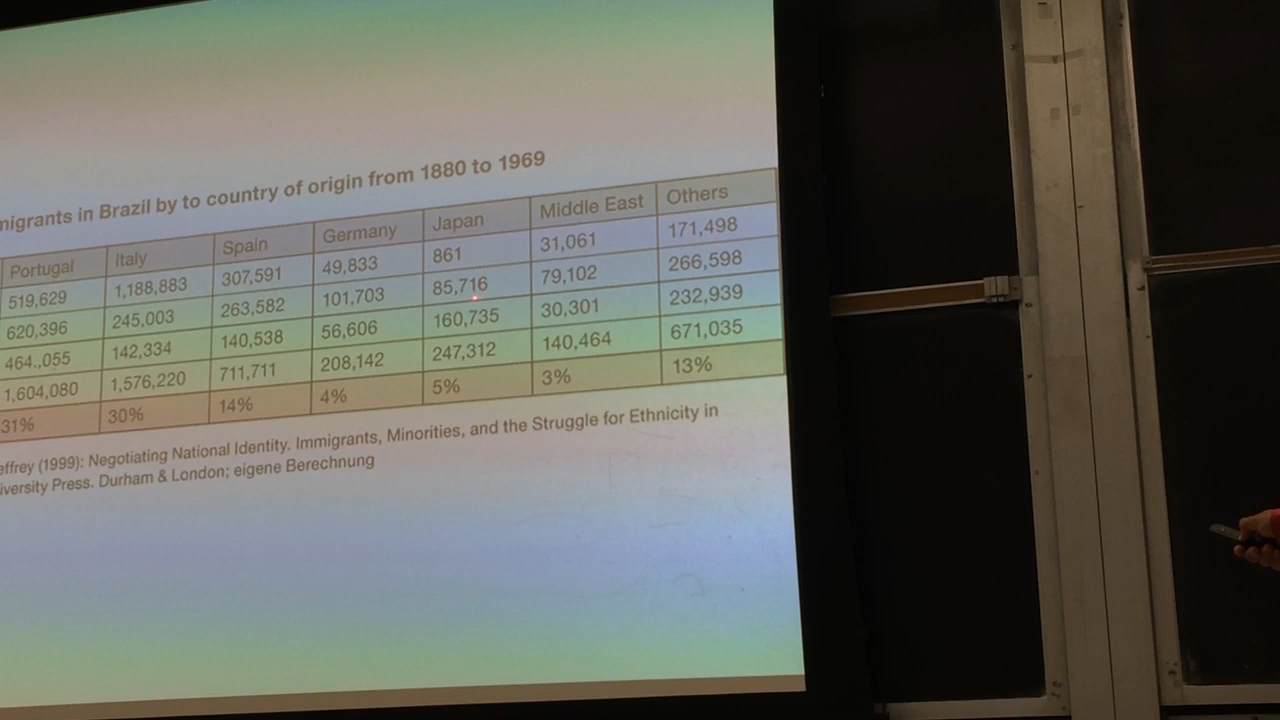 migrants in Brazil by to country of origin from 1880 to 1969
Portugal Italy Spain Germany Japan Middle East Others
519,629 1,188,883 307,591 49,833 861 31,061 171,498
620,396 245,003 263,582 101,703 85,716 79,102 266,598
464.,055 142,334 140,538 56,606 160,735 30,301 232,939
1,604,080 1,576,220 711,711 208,142 247,312 140,464 671,035
31% 30% 14% 4% 5% 3% 13%
effrey (1999): Negotiating National Identity. Immigrants, Minorities, and the Struggle for Ethnicity in
iversity Press. Durham & London; eigene Berechnung